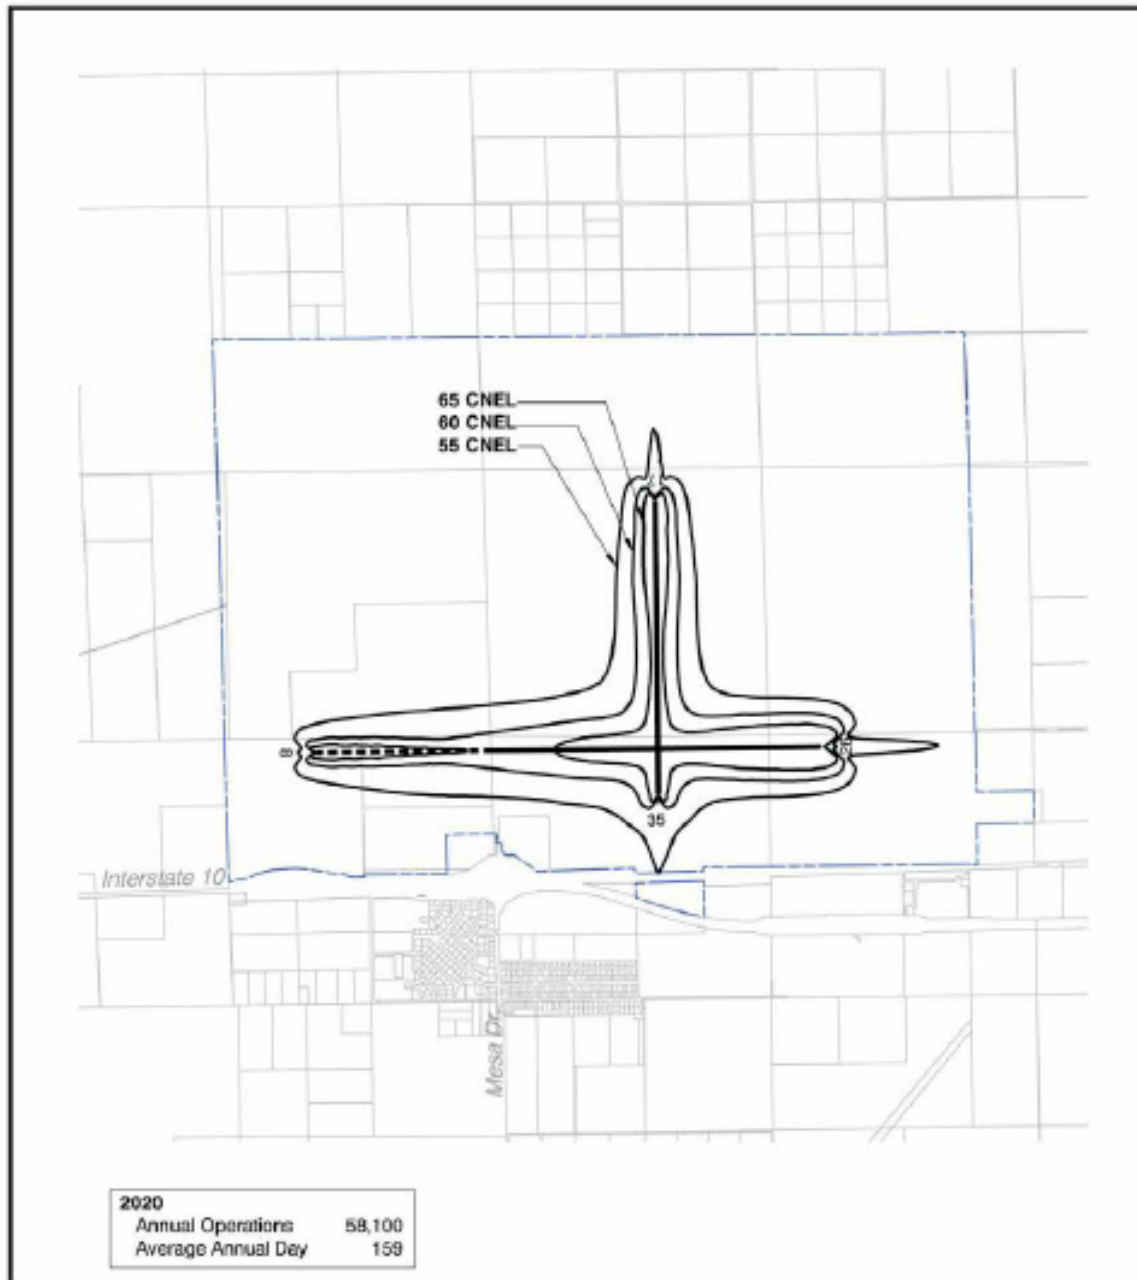 65 CNEL
60 CNEL
55 CNEL
8
35
Interstate 10
Mesa Dr.
2020
Annual Operations 58,100
Average Annual Day 159